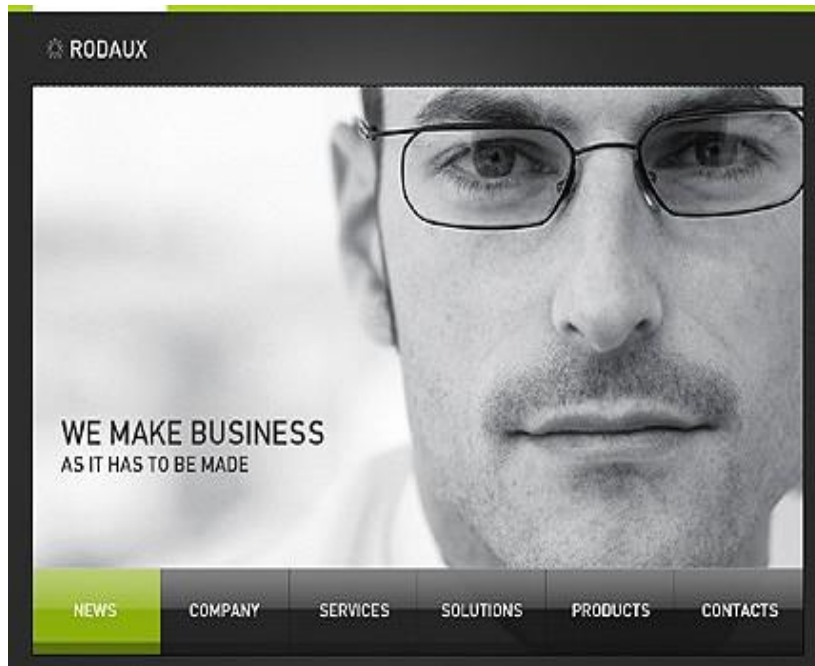 RODAUX
WE MAKE BUSINESS
AS IT HAS TO BE MADE
NEWS COMPANY SERVICES SOLUTIONS PRODUCTS CONTACTS